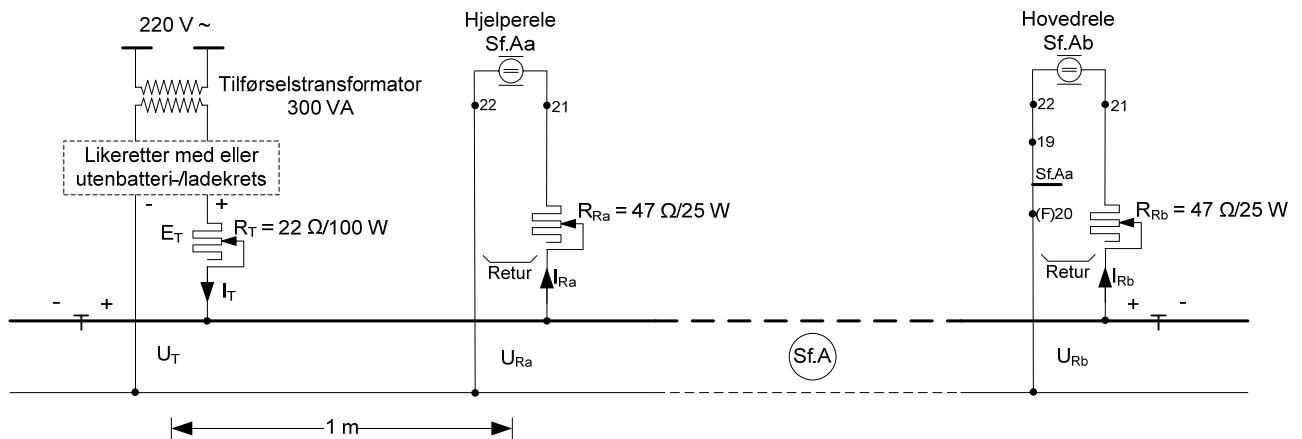 220 V ~
Tilførselstransformator
300 VA
Likeretter med eller
utenbatteri-/ladekrets
- +
E_T
R_T = 22 Ω/100 W
I_T
- +
U_T
Hjelperele
Sf.Aa
22
21
R_Ra = 47 Ω/25 W
Retur
I_Ra
U_Ra
1 m
Sf.A
Hovedrele
Sf.Ab
22
21
19
Sf.Aa
(F)20
R_Rb = 47 Ω/25 W
Retur
I_Rb
+ -
U_Rb